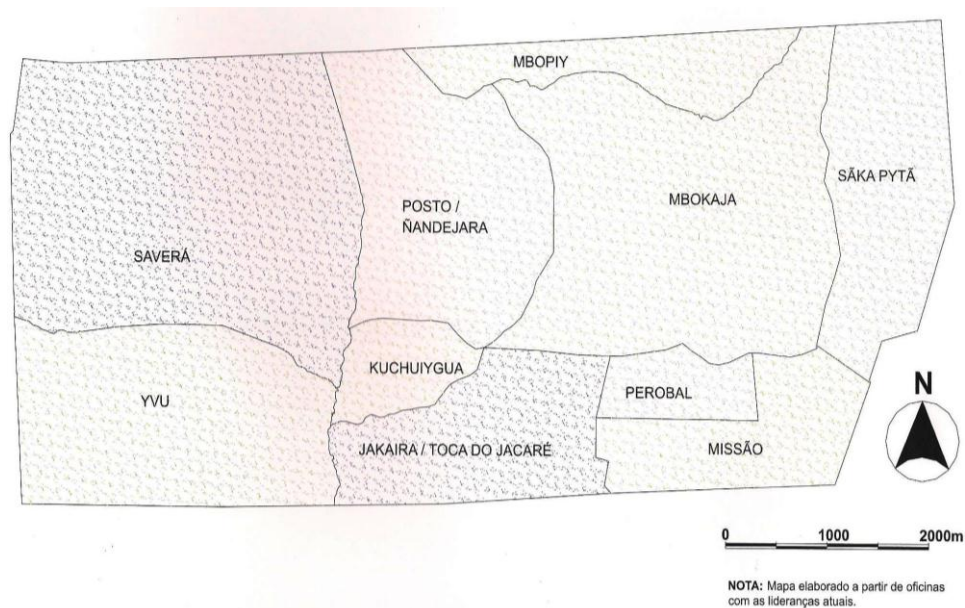 MBOPIY
SÃKA PYTÃ
MBOKAJA
POSTO /
ÑANDEJARA
SAVERÁ
KUCHUIYGUA
PEROBAL
YVU
JAKAIRA / TOCA DO JACARÉ
MISSÃO
N
0 1000 2000m
NOTA: Mapa elaborado a partir de oficinas
com as lideranças atuais.